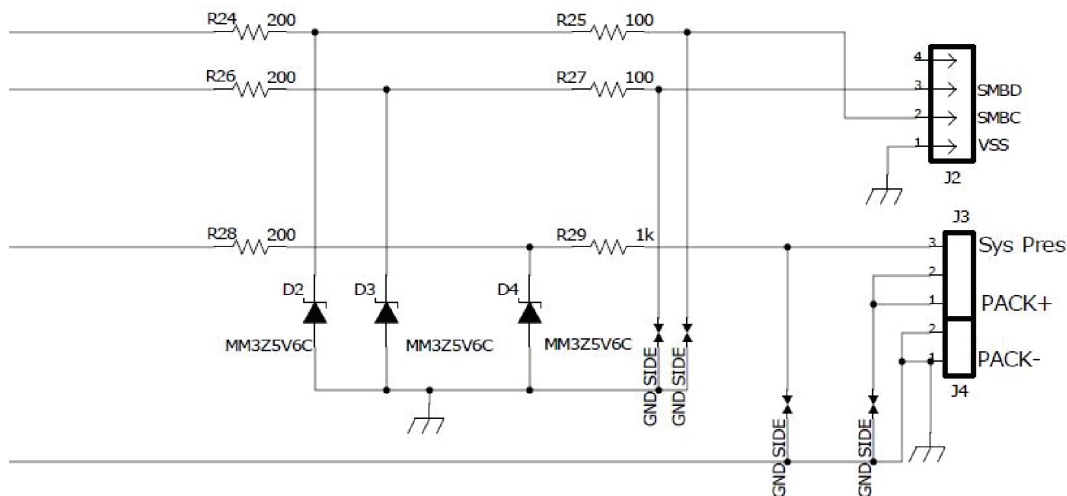 R24 200 R25 100
R26 200 R27 100
4
3 SMBD
2 SMBC
1 VSS
J2
R28 200 R29 1k
J3
3 Sys Pres
2
1 PACK+
2
1 PACK-
J4
D2 D3 D4
MM3Z5V6C MM3Z5V6C MM3Z5V6C
GND SIDE
GND SIDE
GND SIDE
GND SIDE